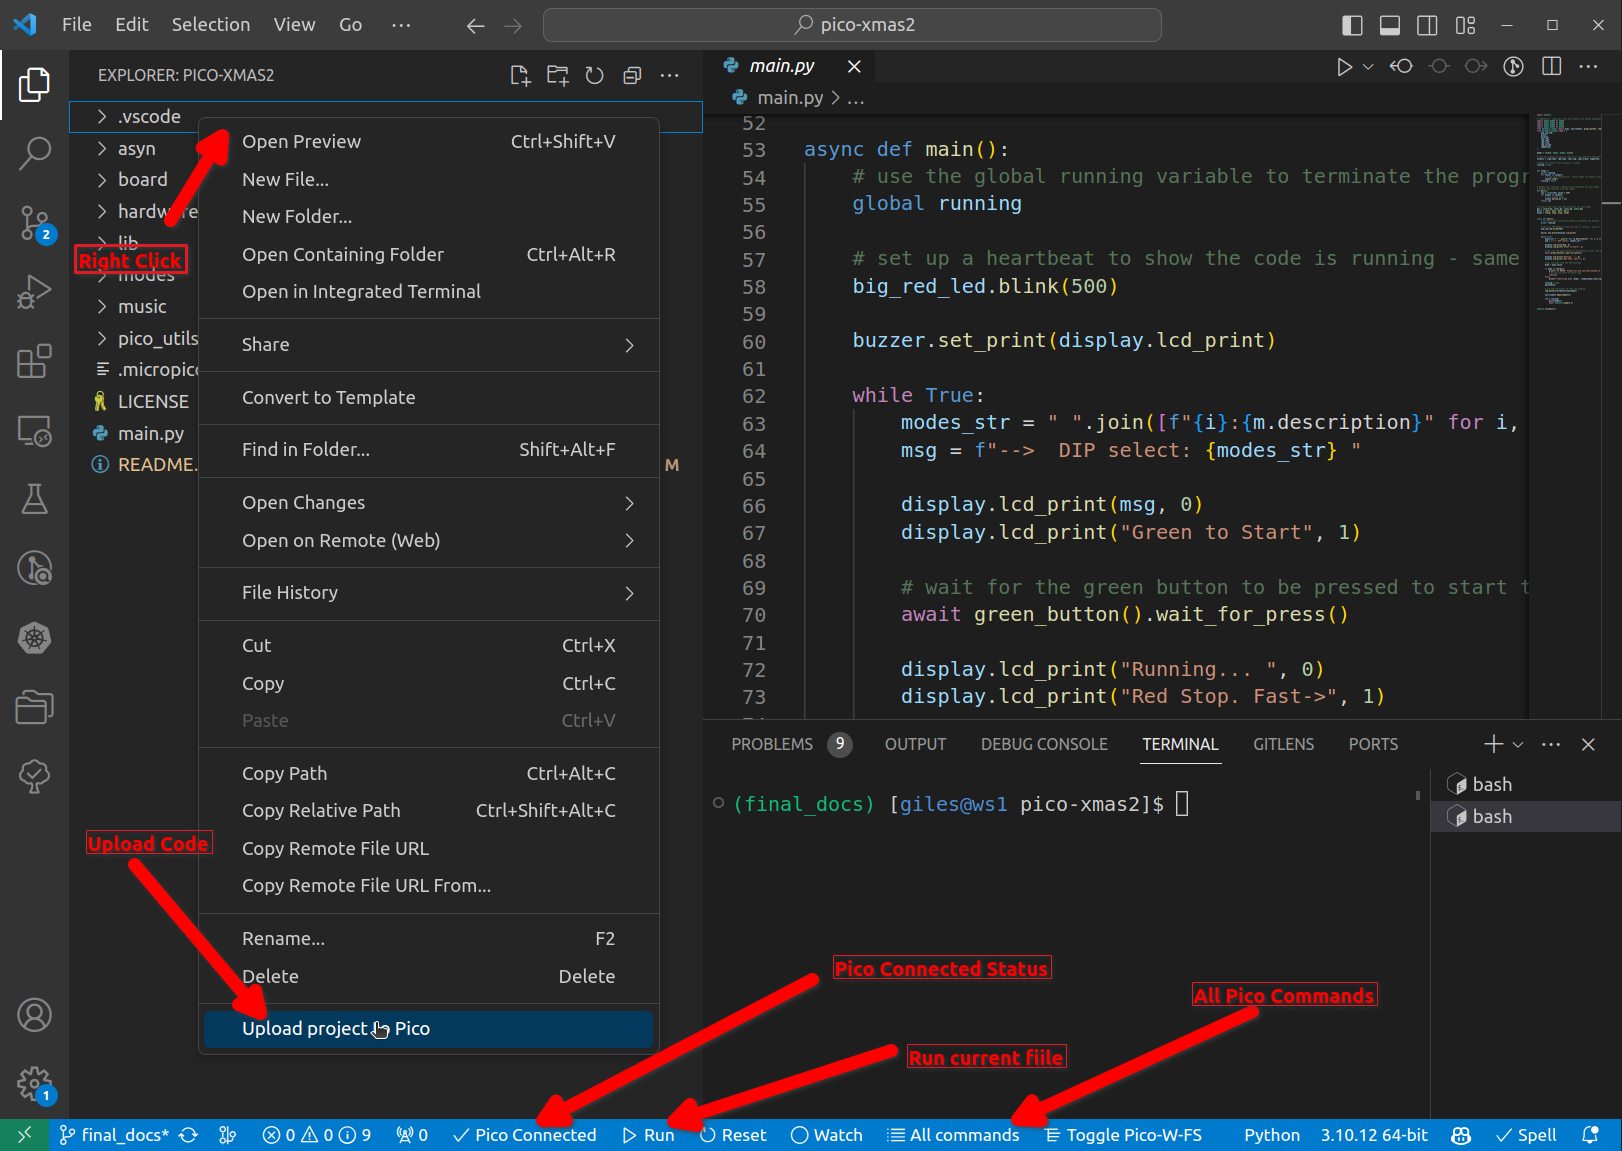 File Edit Selection View Go ··· pico-xmas2
EXPLORER: PICO-XMAS2
.vscode
asyn
board
hardware
lib
modes
music
pico_utils
.micropico
LICENSE
main.py
README. M
Right Click
Open Preview Ctrl+Shift+V
New File...
New Folder...
Open Containing Folder Ctrl+Alt+R
Open in Integrated Terminal
Share
Convert to Template
Find in Folder... Shift+Alt+F
Open Changes
Open on Remote (Web)
File History
Cut Ctrl+X
Copy Ctrl+C
Paste Ctrl+V
Copy Path Ctrl+Alt+C
Copy Relative Path Ctrl+Shift+Alt+C
Copy Remote File URL
Copy Remote File URL From...
Rename... F2
Delete Delete
Upload project to Pico
Upload Code
2
1
main.py
main.py > ...
52
53 async def main():
54 # use the global running variable to terminate the progr
55 global running
56
57 # set up a heartbeat to show the code is running - same
58 big_red_led.blink(500)
59
60 buzzer.set_print(display.lcd_print)
61
62 while True:
63 modes_str = " ".join([f"{i}:{m.description}" for i,
64 msg = f"-->  DIP select: {modes_str} "
65
66 display.lcd_print(msg, 0)
67 display.lcd_print("Green to Start", 1)
68
69 # wait for the green button to be pressed to start t
70 await green_button().wait_for_press()
71
72 display.lcd_print("Running... ", 0)
73 display.lcd_print("Red Stop. Fast->", 1)
PROBLEMS 9 OUTPUT DEBUG CONSOLE TERMINAL GITLENS PORTS
(final_docs) [giles@ws1 pico-xmas2]$
bash
bash
Pico Connected Status
All Pico Commands
Run current fiile
final_docs* 0 0 9 0 Pico Connected Run Reset Watch All commands Toggle Pico-W-FS Python 3.10.12 64-bit Spell